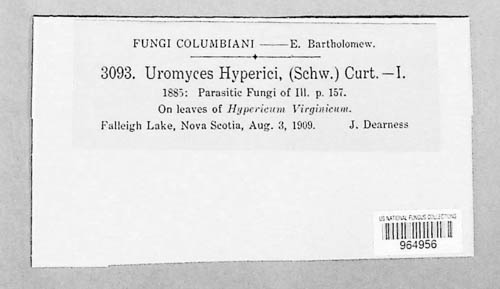 FUNGI COLUMBIANI — E. Bartholomew.
3093. Uromyces Hyperici, (Schw.) Curt. — I.
1885: Parasitic Fungi of Ill. p. 157.
On leaves of Hypericum Virginicum.
Falleigh Lake, Nova Scotia, Aug. 3, 1909. J. Dearness
US NATIONAL FUNGUS COLLECTIONS
964956